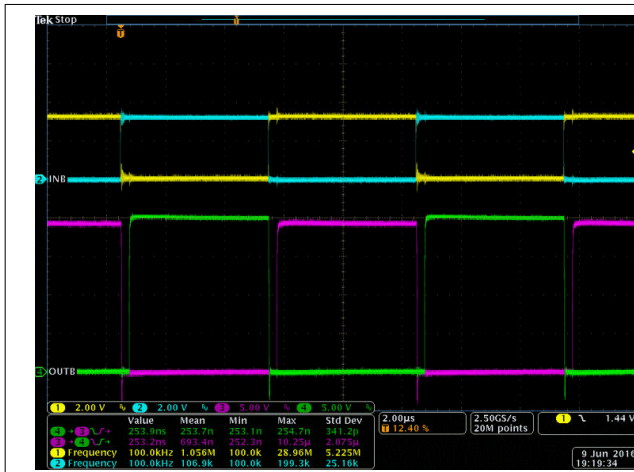 Tek Stop
T
2 INB
4 OUTB
1 2.00 V 2 2.00 V 3 5.00 V 4 5.00 V
2.00µs
T 12.40 %
2.50GS/s
20M points
1 1.44 V
Value Mean Min Max Std Dev
4 3 253.9ns 253.7n 253.1n 254.7n 341.2p
3 4 253.2ns 693.4n 252.3n 10.25µ 2.075µ
1 Frequency 100.0kHz 1.056M 100.0k 28.96M 5.225M
2 Frequency 100.0kHz 106.9k 100.0k 199.3k 25.16k
9 Jun 2016
19:19:34